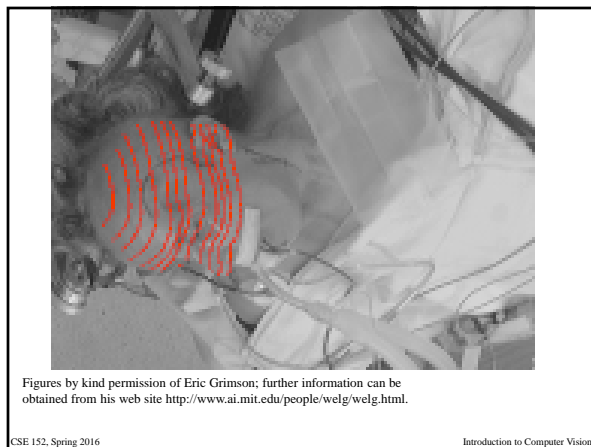 Figures by kind permission of Eric Grimson; further information can be
obtained from his web site http://www.ai.mit.edu/people/welg/welg.html.
CSE 152, Spring 2016
Introduction to Computer Vision